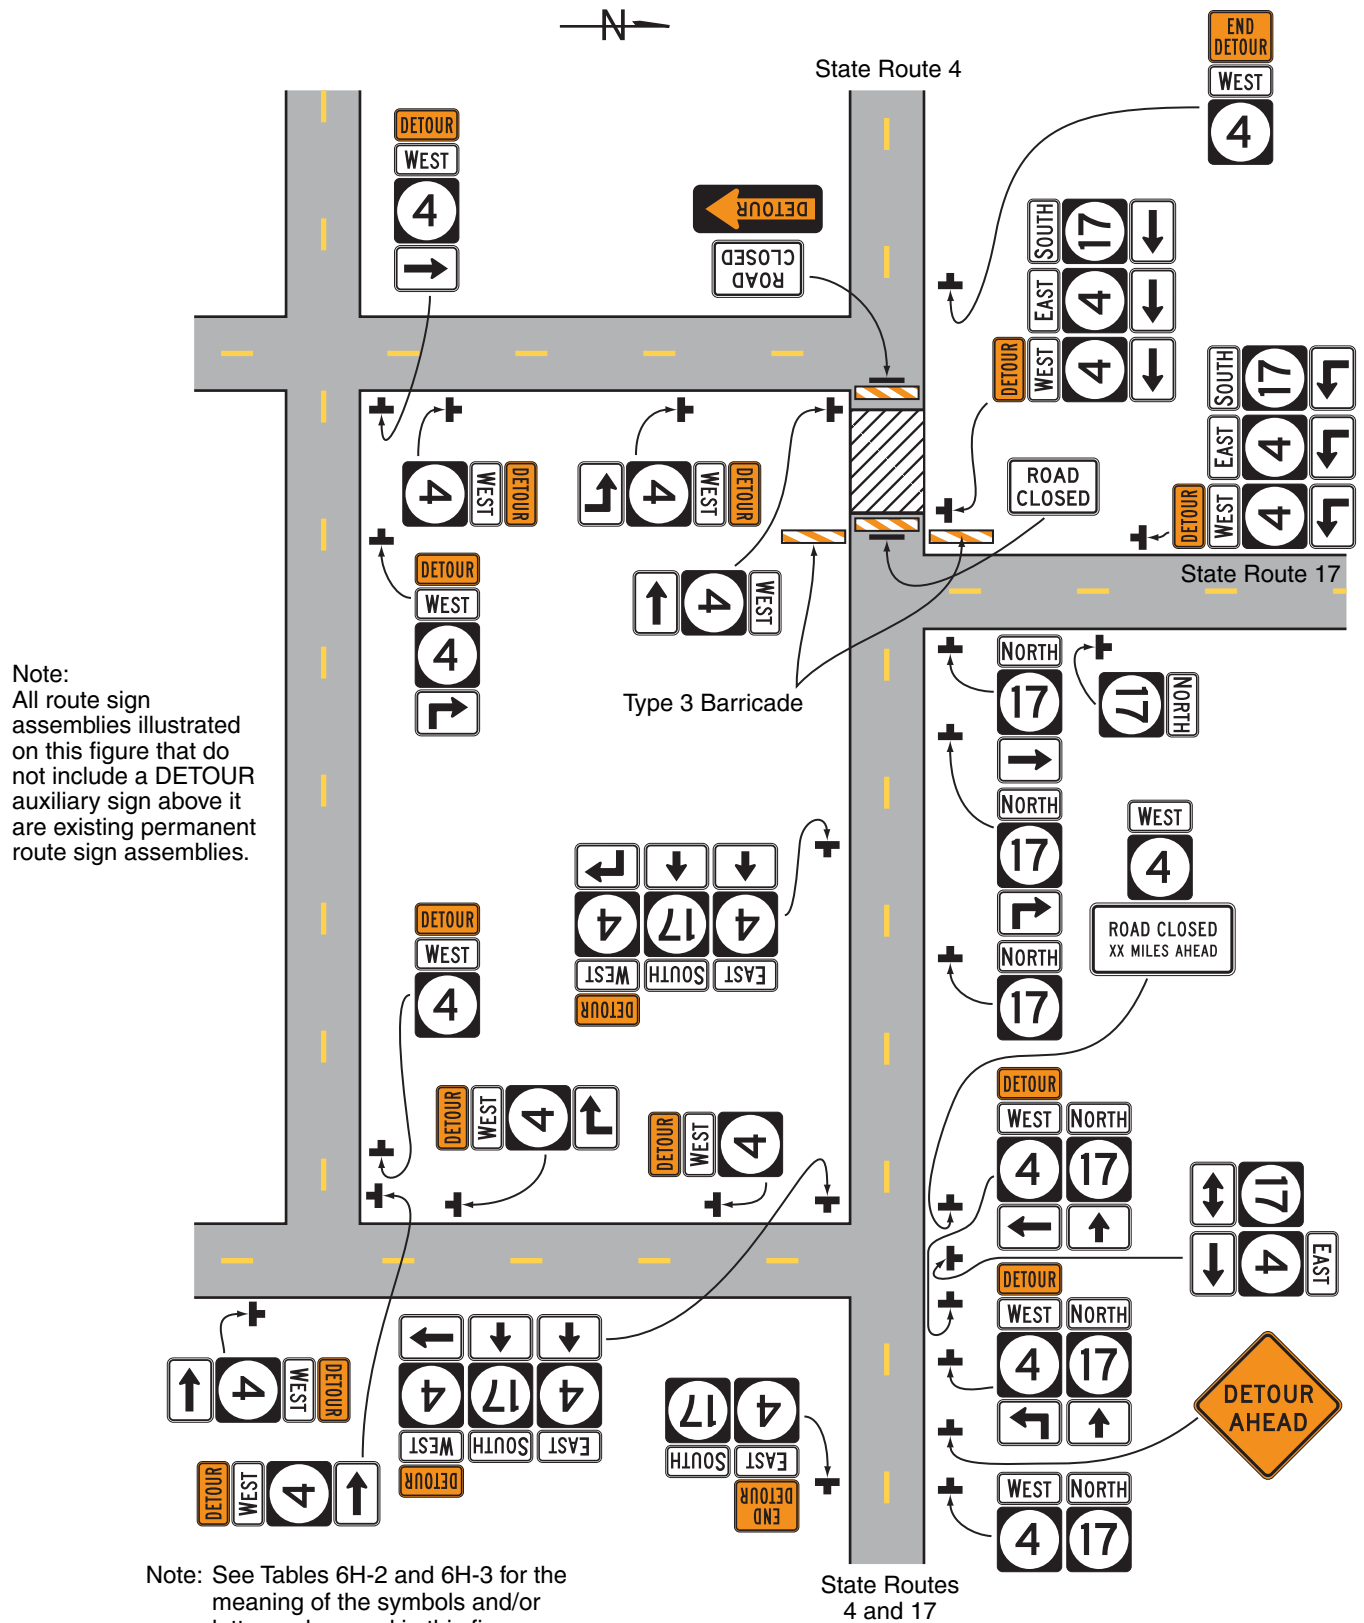 N
State Route 4
END
DETOUR
WEST
4
DETOUR
WEST
4
DETOUR
ROAD
CLOSED
SOUTH
17
EAST
4
DETOUR
WEST
4
SOUTH
17
EAST
4
DETOUR
WEST
4
ROAD
CLOSED
State Route 17
DETOUR
WEST
4
DETOUR
WEST
4
WEST
4
DETOUR
WEST
4
Type 3 Barricade
Note:
All route sign
assemblies illustrated
on this figure that do
not include a DETOUR
auxiliary sign above it
are existing permanent
route sign assemblies.
NORTH
17
NORTH
17
NORTH
17
NORTH
17
WEST
4
ROAD CLOSED
XX MILES AHEAD
4 17 4
WEST SOUTH EAST
DETOUR
DETOUR
WEST
4
DETOUR
WEST
4
DETOUR
WEST
4
DETOUR
WEST NORTH
4 17
17
EAST
4
DETOUR
WEST NORTH
4 17
DETOUR
AHEAD
DETOUR
WEST
4
DETOUR
WEST
4
4 17 4
WEST SOUTH EAST
DETOUR
17 4
SOUTH EAST
END
DETOUR
WEST NORTH
4 17
Note: See Tables 6H-2 and 6H-3 for the
meaning of the symbols and/or
State Routes
4 and 17